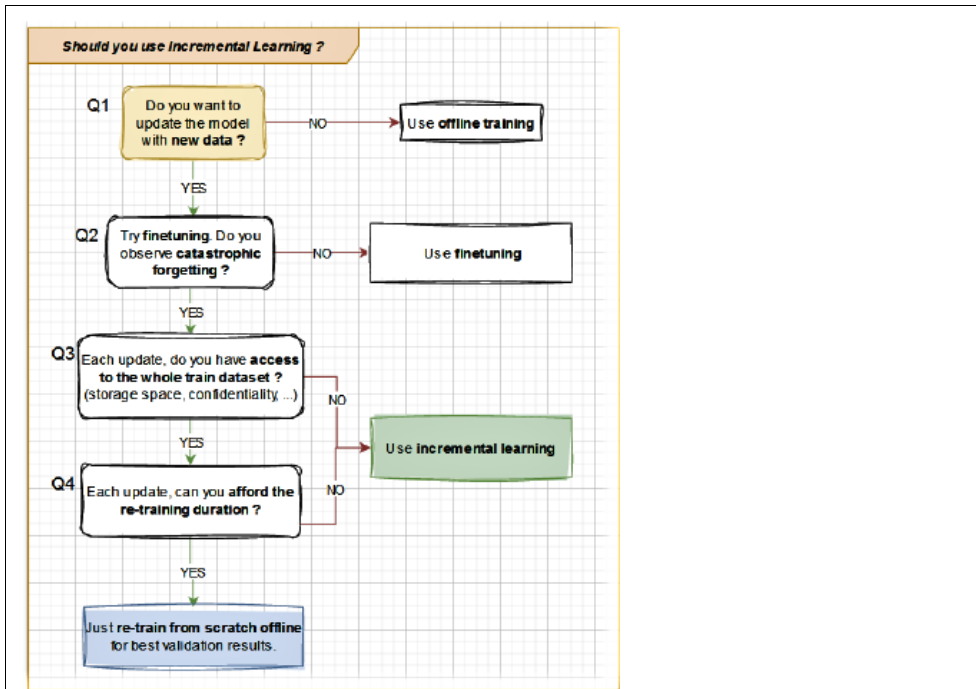 Should you use Incremental Learning ?
Q1
Do you want to
update the model
with new data ?
NO
Use offline training
YES
Q2
Try finetuning. Do you
observe catastrophic
forgetting ?
NO
Use finetuning
YES
Q3
Each update, do you have access
to the whole train dataset ?
(storage space, confidentiality, ...)
NO
Use incremental learning
YES
Q4
Each update, can you afford the
re-training duration ?
NO
YES
Just re-train from scratch offline
for best validation results.